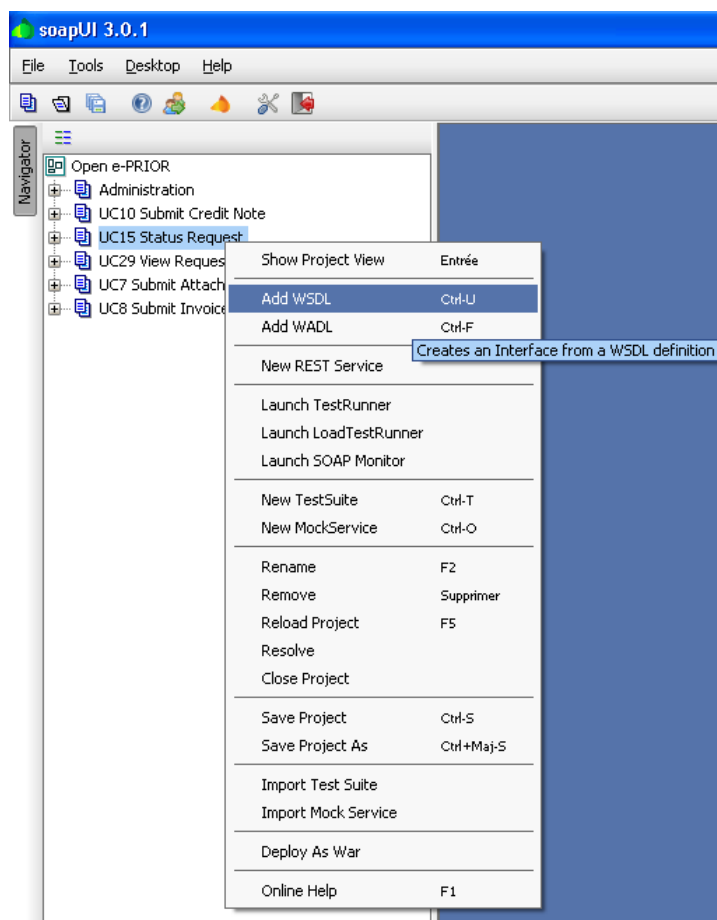 soapUI 3.0.1
File Tools Desktop Help
Navigator
Open e-PRIOR
Administration
UC10 Submit Credit Note
UC15 Status Request
UC29 View Reques
UC7 Submit Attach
UC8 Submit Invoice
Show Project View Entrée
Add WSDL Ctrl-U
Add WADL Ctrl-F
Creates an Interface from a WSDL definition
New REST Service
Launch TestRunner
Launch LoadTestRunner
Launch SOAP Monitor
New TestSuite Ctrl-T
New MockService Ctrl-O
Rename F2
Remove Supprimer
Reload Project F5
Resolve
Close Project
Save Project Ctrl-S
Save Project As Ctrl+Maj-S
Import Test Suite
Import Mock Service
Deploy As War
Online Help F1